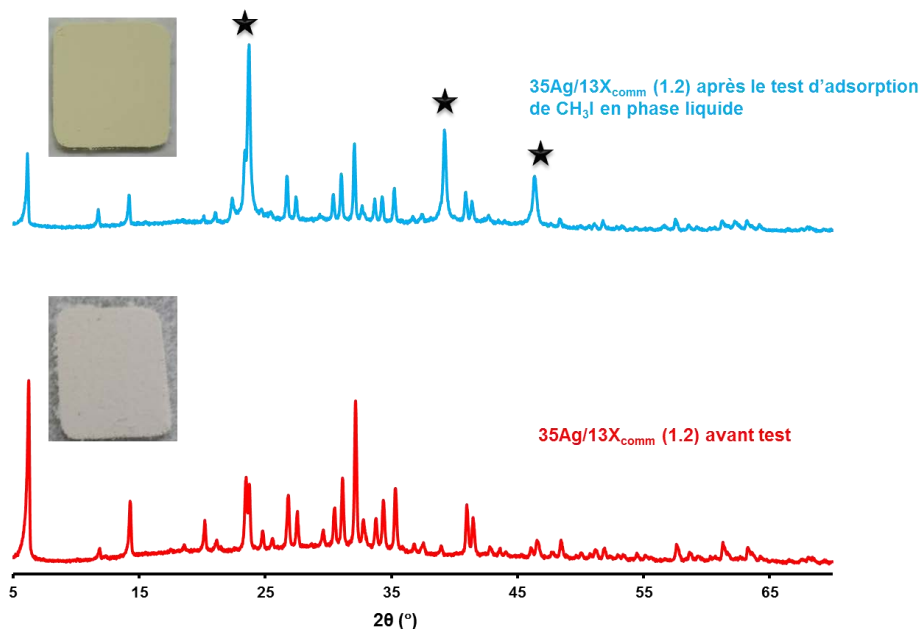 35Ag/13Xcomm (1.2) après le test d’adsorption
de CH3I en phase liquide
35Ag/13Xcomm (1.2) avant test
5 15 25 35 45 55 65
2θ (°)